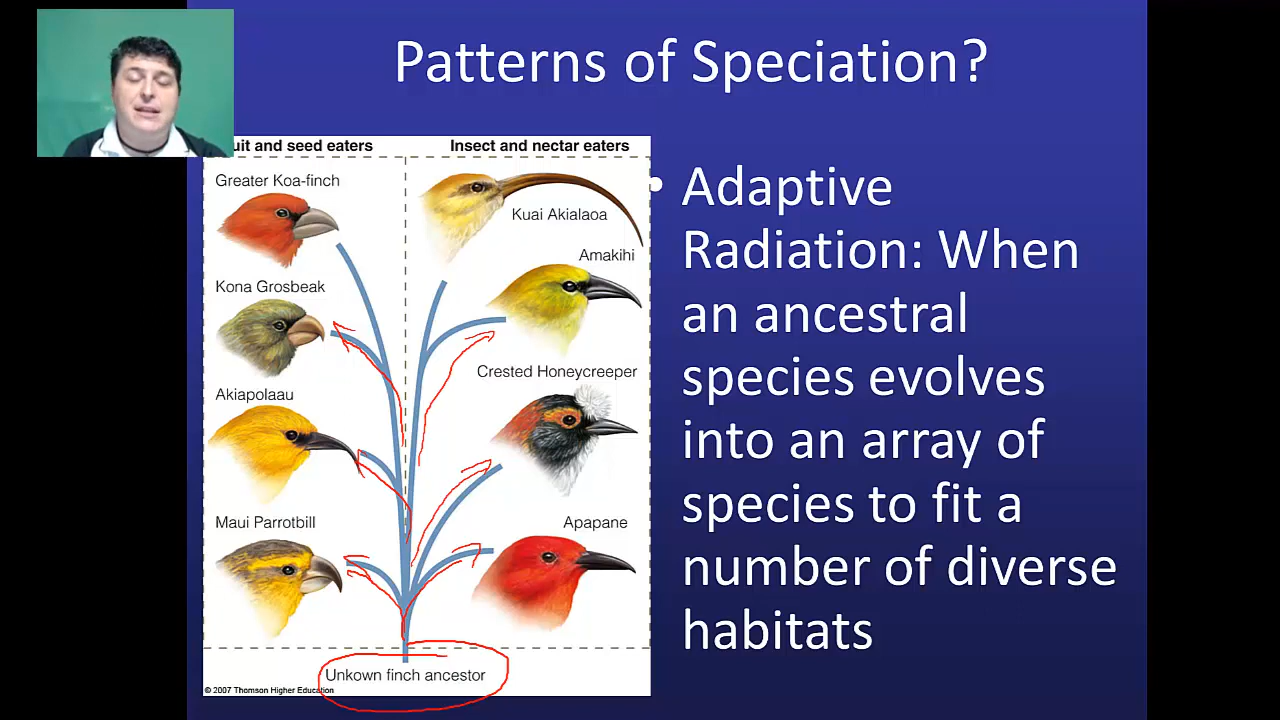 Patterns of Speciation?
uit and seed eaters
Insect and nectar eaters
Greater Koa-finch
Kuai Akialaoa
Amakihi
Kona Grosbeak
Crested Honeycreeper
Akiapolaau
Maui Parrotbill
Apapane
Unkown finch ancestor
© 2007 Thomson Higher Education
• Adaptive
Radiation: When
an ancestral
species evolves
into an array of
species to fit a
number of diverse
habitats